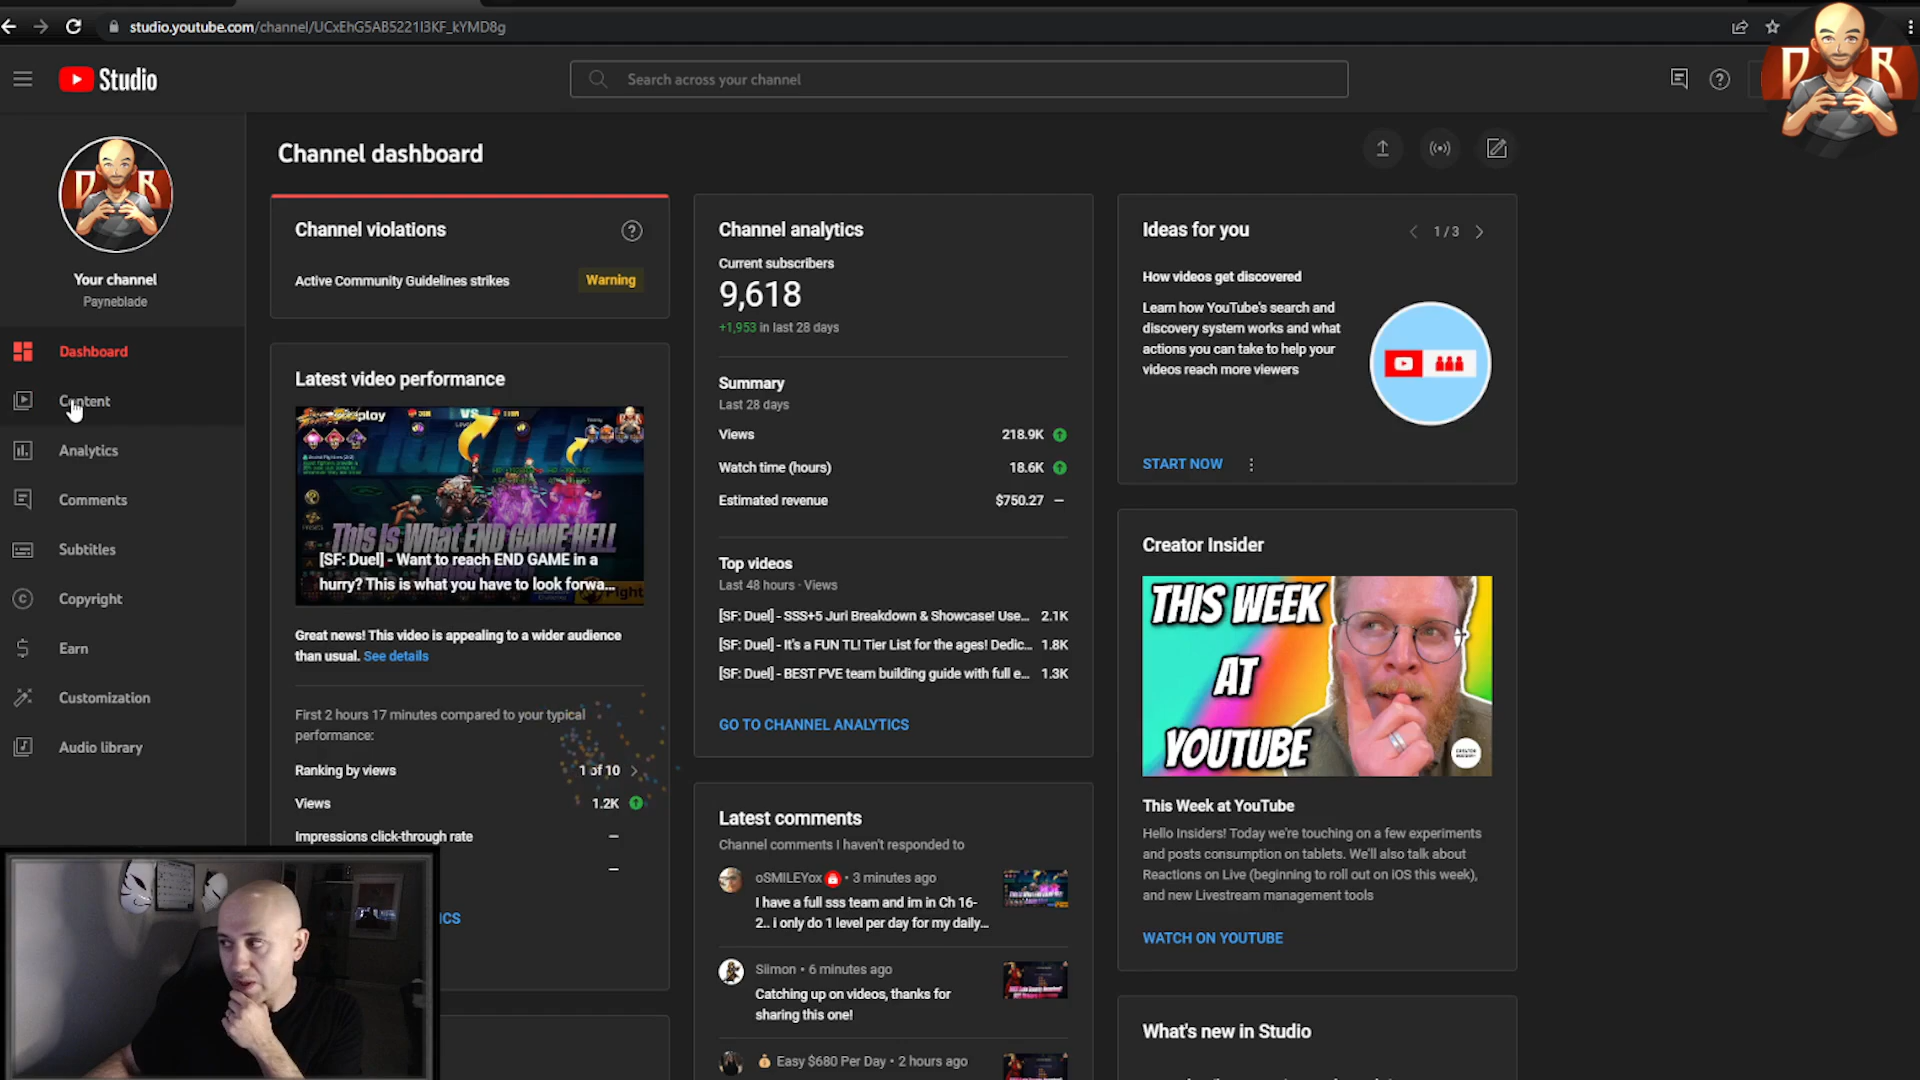 studio.youtube.com/channel/UCxEhG5AB5221I3KF_kYMD8g
Studio
Search across your channel
Your channel
Payneblade
Dashboard
Content
Analytics
Comments
Subtitles
Copyright
Earn
Customization
Audio library
Channel dashboard
Channel violations
Active Community Guidelines strikes
Warning
Latest video performance
VS
This Is What END GAME HELL
[SF: Duel] - Want to reach END GAME in a
hurry? This is what you have to look forwa...
Great news! This video is appealing to a wider audience
than usual. See details
First 2 hours 17 minutes compared to your typical
performance:
Ranking by views 1 of 10
Views 1.2K
Impressions click-through rate –
–
ICS
Channel analytics
Current subscribers
9,618
+1,953 in last 28 days
Summary
Last 28 days
Views 218.9K
Watch time (hours) 18.6K
Estimated revenue $750.27 –
Top videos
Last 48 hours · Views
[SF: Duel] - SSS+5 Juri Breakdown & Showcase! Use... 2.1K
[SF: Duel] - It's a FUN TL! Tier List for the ages! Dedic... 1.8K
[SF: Duel] - BEST PVE team building guide with full e... 1.3K
GO TO CHANNEL ANALYTICS
Latest comments
Channel comments I haven't responded to
oSMILEYox • 3 minutes ago
I have a full sss team and im in Ch 16-
2.. i only do 1 level per day for my daily...
Siimon • 6 minutes ago
Catching up on videos, thanks for
sharing this one!
Easy $680 Per Day • 2 hours ago
Ideas for you
1 / 3
How videos get discovered
Learn how YouTube's search and
discovery system works and what
actions you can take to help your
videos reach more viewers
START NOW
Creator Insider
THIS WEEK
AT
YOUTUBE
CREATOR
INSIDER
This Week at YouTube
Hello Insiders! Today we're touching on a few experiments
and posts consumption on tablets. We'll also talk about
Reactions on Live (beginning to roll out on iOS this week),
and new Livestream management tools
WATCH ON YOUTUBE
What's new in Studio